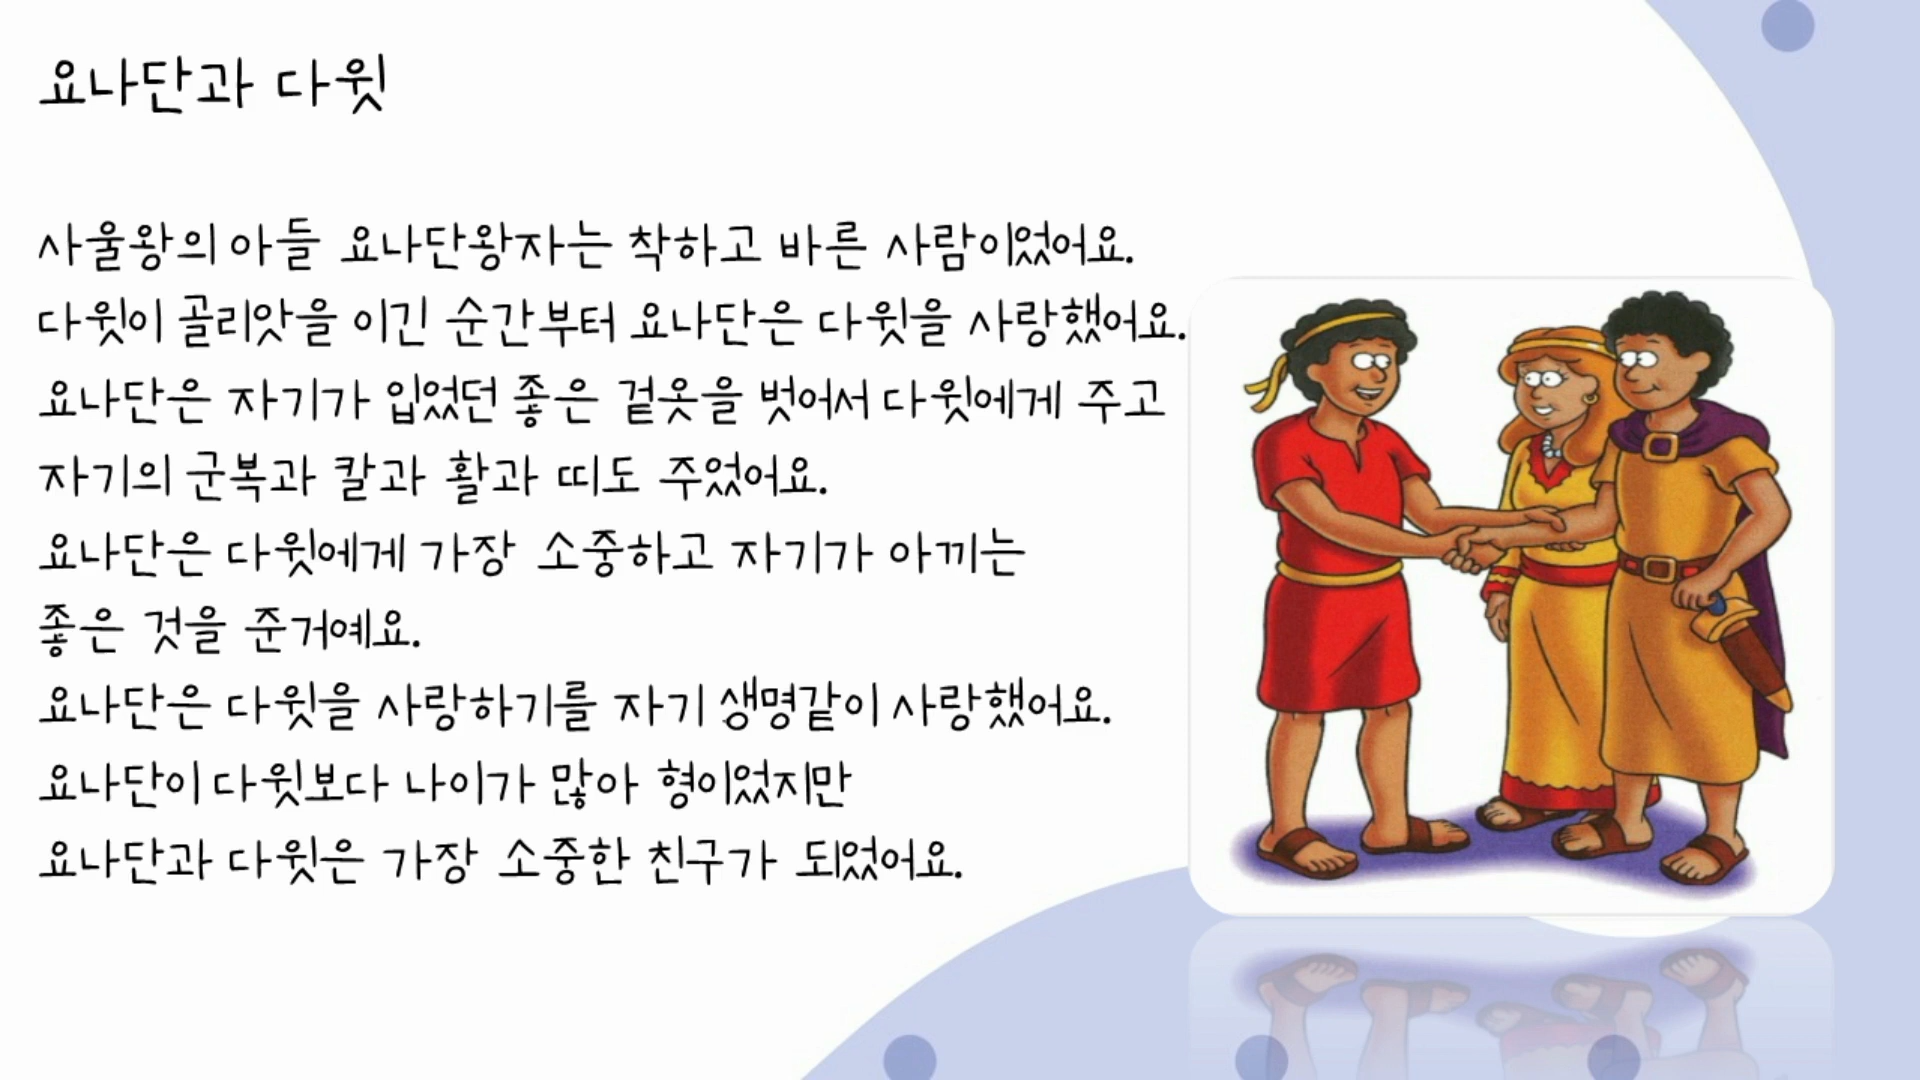 요나단과 다윗
사울왕의 아들 요나단왕자는 착하고 바른 사람이었어요.
다윗이 골리앗을 이긴 순간부터 요나단은 다윗을 사랑했어요.
요나단은 자기가 입었던 좋은 겉옷을 벗어서 다윗에게 주고
자기의 군복과 칼과 활과 띠도 주었어요.
요나단은 다윗에게 가장 소중하고 자기가 아끼는
좋은 것을 준거예요.
요나단은 다윗을 사랑하기를 자기 생명같이 사랑했어요.
요나단이 다윗보다 나이가 많아 형이었지만
요나단과 다윗은 가장 소중한 친구가 되었어요.